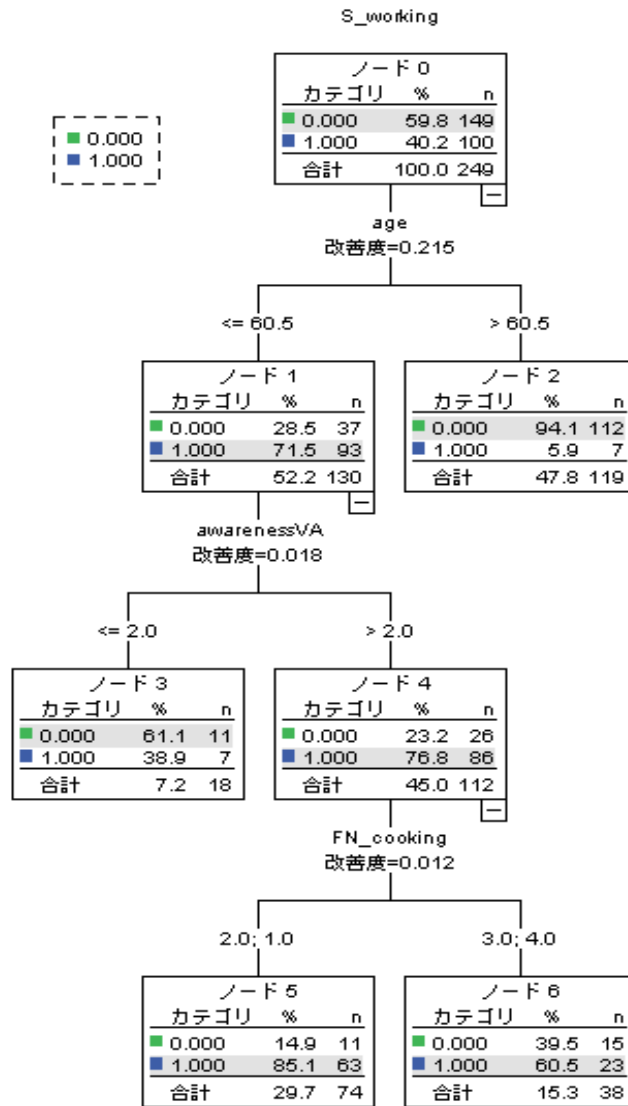 S_working
0.000
1.000
ノード 0
カテゴリ % n
0.000 59.8 149
1.000 40.2 100
合計 100.0 249
age
改善度=0.215
<= 60.5
> 60.5
ノード 1
カテゴリ % n
0.000 28.5 37
1.000 71.5 93
合計 52.2 130
ノード 2
カテゴリ % n
0.000 94.1 112
1.000 5.9 7
合計 47.8 119
awarenessVA
改善度=0.018
<= 2.0
> 2.0
ノード 3
カテゴリ % n
0.000 61.1 11
1.000 38.9 7
合計 7.2 18
ノード 4
カテゴリ % n
0.000 23.2 26
1.000 76.8 86
合計 45.0 112
FN_cooking
改善度=0.012
2.0; 1.0
3.0; 4.0
ノード 5
カテゴリ % n
0.000 14.9 11
1.000 85.1 63
合計 29.7 74
ノード 6
カテゴリ % n
0.000 39.5 15
1.000 60.5 23
合計 15.3 38